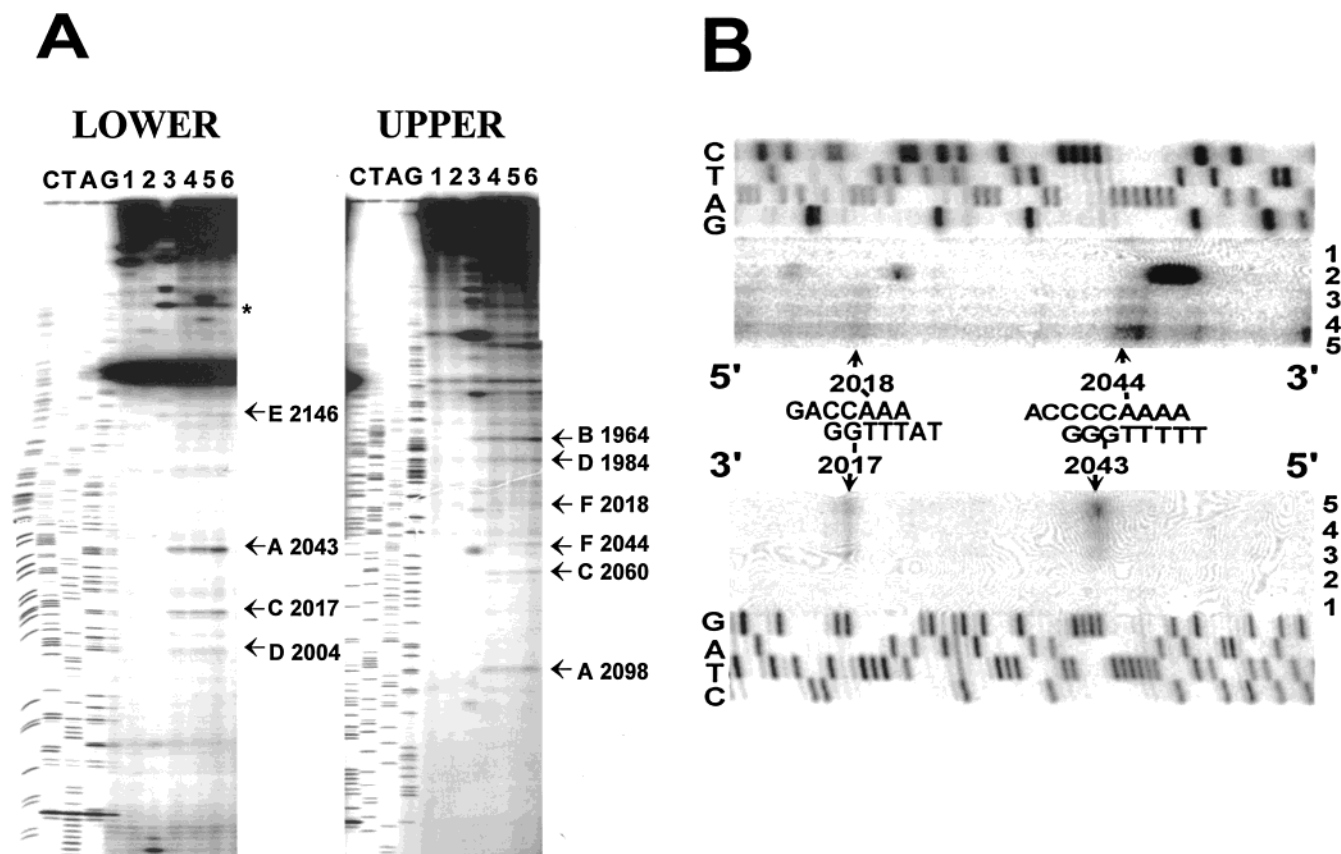 A
LOWER
CTAG123456
*
E 2146
A 2043
C 2017
D 2004
UPPER
CTAG123456
B 1964
D 1984
F 2018
F 2044
C 2060
A 2098
B
C
T
A
G
1
2
3
4
5
5' 2018 2044 3'
GACCAAA ACCCCAAAA
GGTTTAT GGGTTTTT
3' 2017 2043 5'
5
4
3
2
1
G
A
T
C